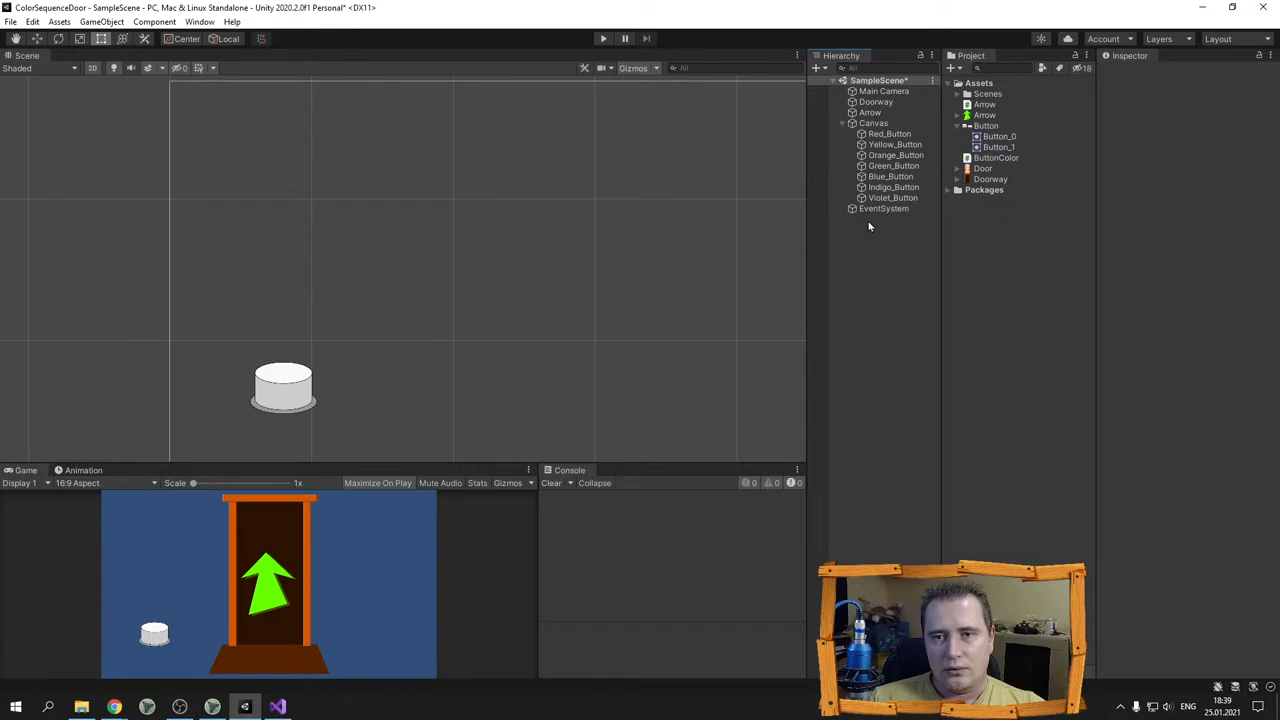 ColorSequenceDoor - SampleScene - PC, Mac & Linux Standalone - Unity 2020.2.0f1 Personal* <DX11>
File Edit Assets GameObject Component Window Help
Center Local Account Layers Layout
Scene Hierarchy Project Inspector
Shaded 2D 0 Gizmos All All 18
SampleScene* Assets
Main Camera Scenes
Doorway Arrow
Arrow Arrow
Canvas Button
Red_Button Button_0
Yellow_Button Button_1
Orange_Button ButtonColor
Green_Button Door
Blue_Button Doorway
Indigo_Button Packages
Violet_Button
EventSystem
Game Animation Console
Display 1 16:9 Aspect Scale 1x Maximize On Play Mute Audio Stats Gizmos Clear Collapse 0 0 0
ENG 18:39
25.01.2021